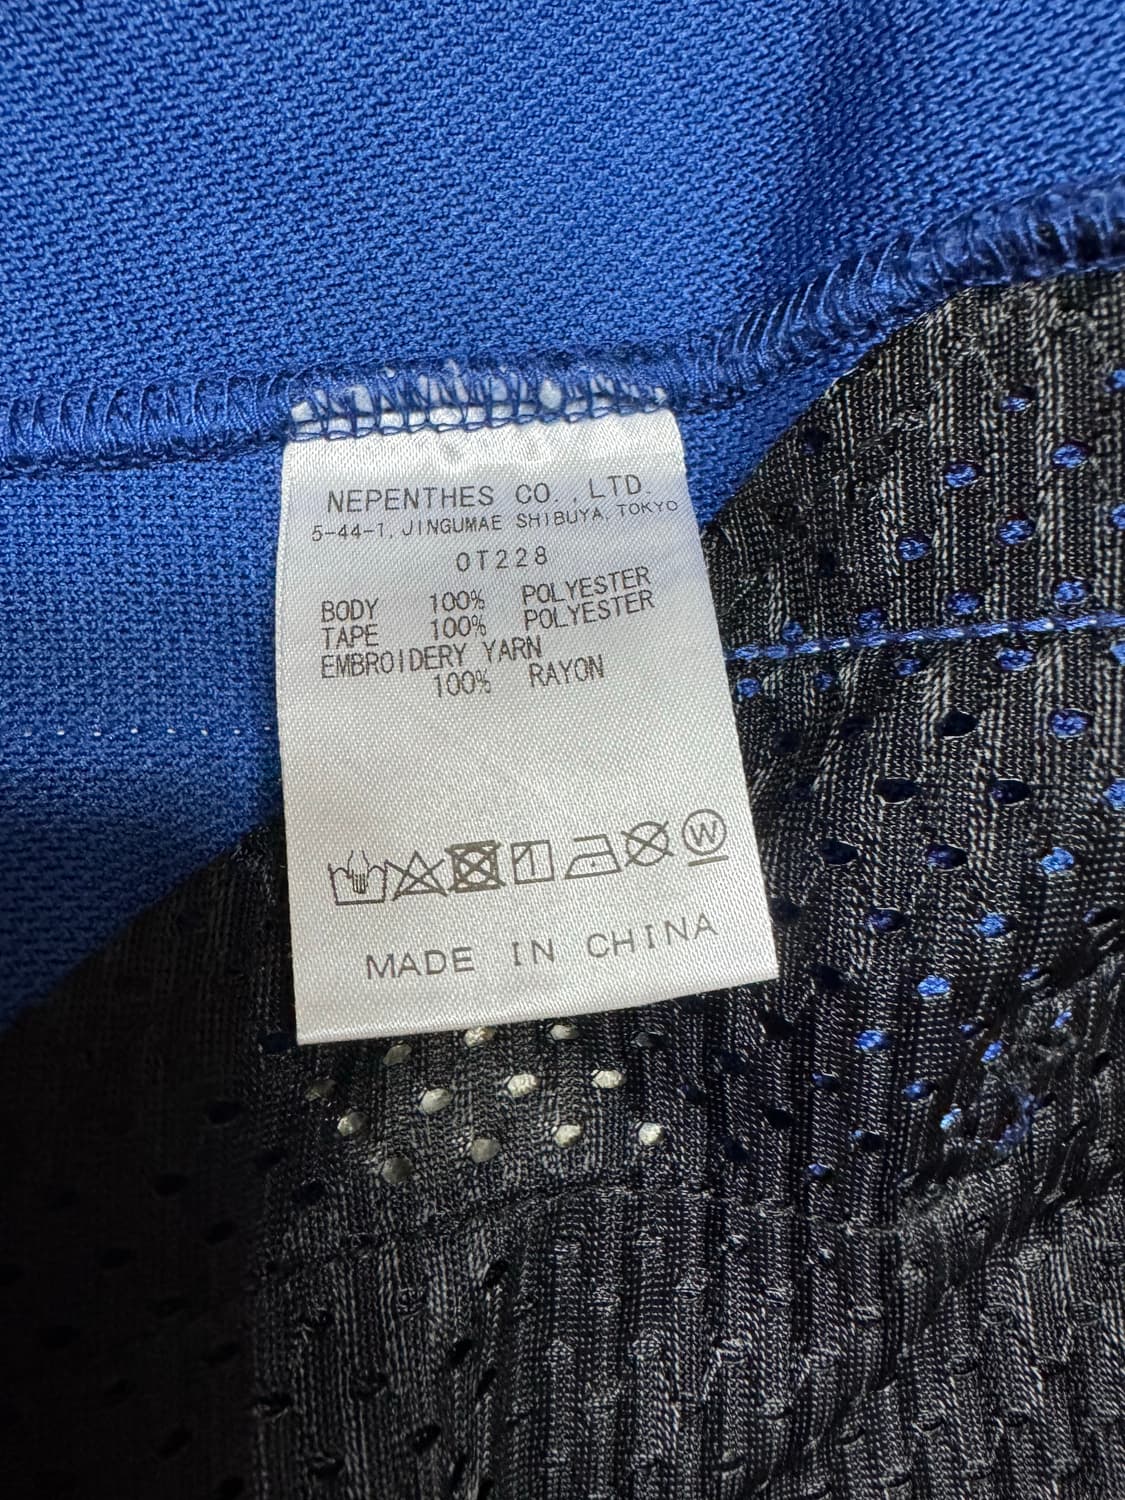 NEPENTHES CO.,LTD.
5-44-1, JINGUMAE SHIBUYA, TOKYO
OT228
BODY 100% POLYESTER
TAPE 100% POLYESTER
EMBROIDERY YARN
100% RAYON
W
MADE IN CHINA